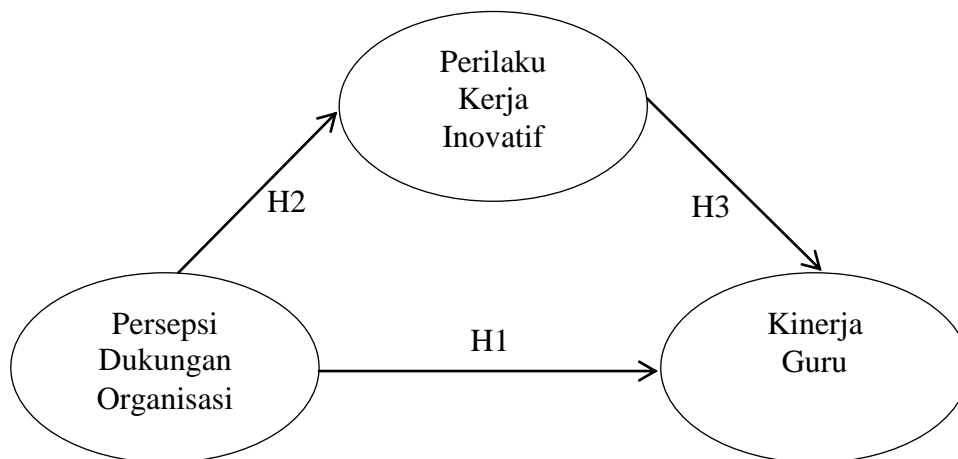 Perilaku
Kerja
Inovatif
H2
H3
Persepsi
Dukungan
Organisasi
H1
Kinerja
Guru